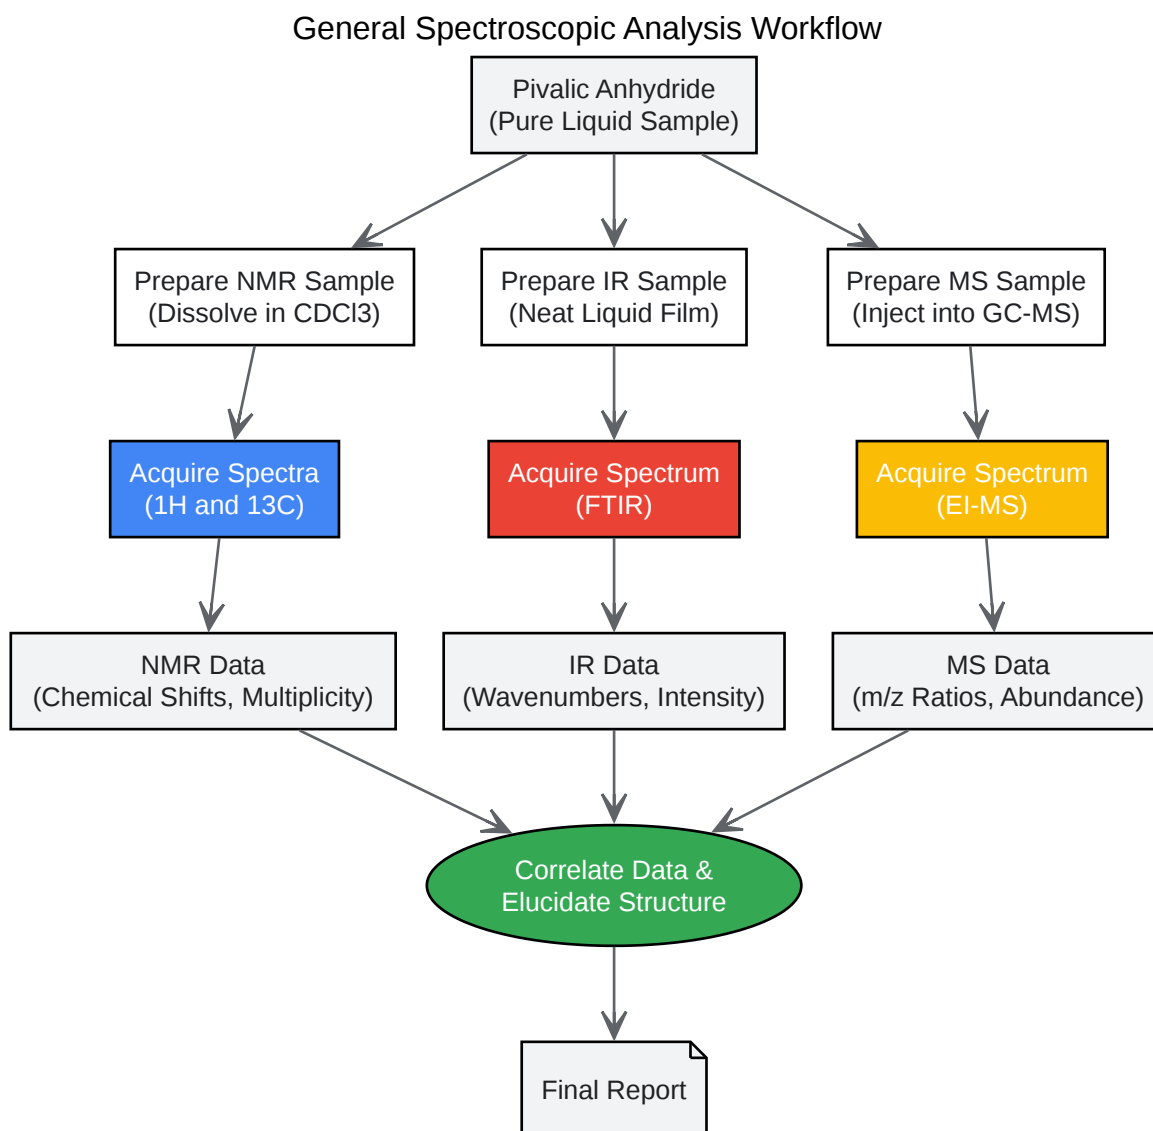 General Spectroscopic Analysis Workflow
Pivalic Anhydride
(Pure Liquid Sample)
Prepare NMR Sample
(Dissolve in CDCl3)
Prepare IR Sample
(Neat Liquid Film)
Prepare MS Sample
(Inject into GC-MS)
Acquire Spectra
(1H and 13C)
Acquire Spectrum
(FTIR)
Acquire Spectrum
(EI-MS)
NMR Data
(Chemical Shifts, Multiplicity)
IR Data
(Wavenumbers, Intensity)
MS Data
(m/z Ratios, Abundance)
Correlate Data &
Elucidate Structure
Final Report